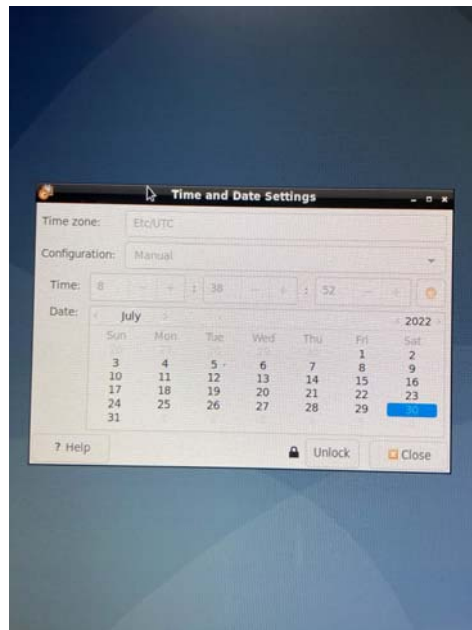 Time and Date Settings
Time zone: Etc/UTC
Configuration: Manual
Time: 8 - + : 38 - + : 52 - +
Date: July 2022
Sun Mon Tue Wed Thu Fri Sat
1 2
3 4 5 6 7 8 9
10 11 12 13 14 15 16
17 18 19 20 21 22 23
24 25 26 27 28 29 30
31
? Help Unlock Close